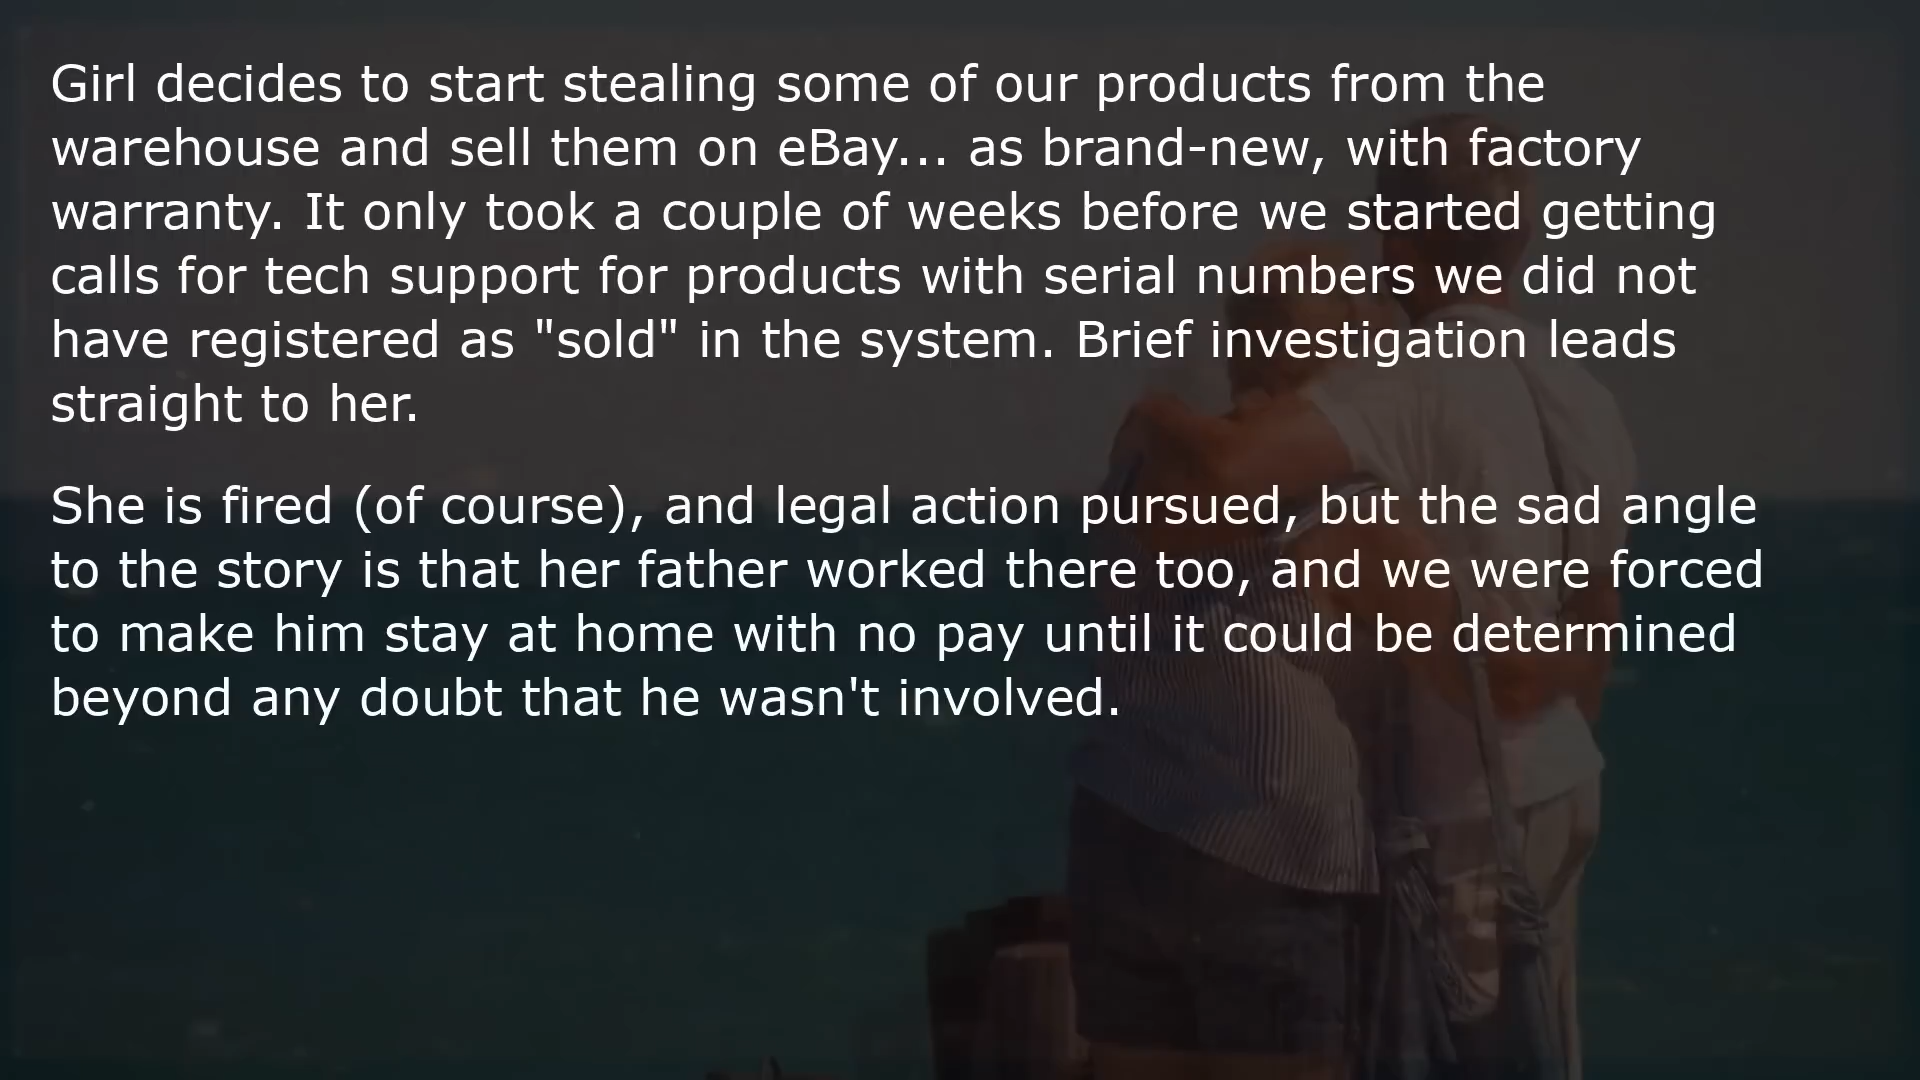 Girl decides to start stealing some of our products from the
warehouse and sell them on eBay... as brand-new, with factory
warranty. It only took a couple of weeks before we started getting
calls for tech support for products with serial numbers we did not
have registered as "sold" in the system. Brief investigation leads
straight to her.
She is fired (of course), and legal action pursued, but the sad angle
to the story is that her father worked there too, and we were forced
to make him stay at home with no pay until it could be determined
beyond any doubt that he wasn't involved.